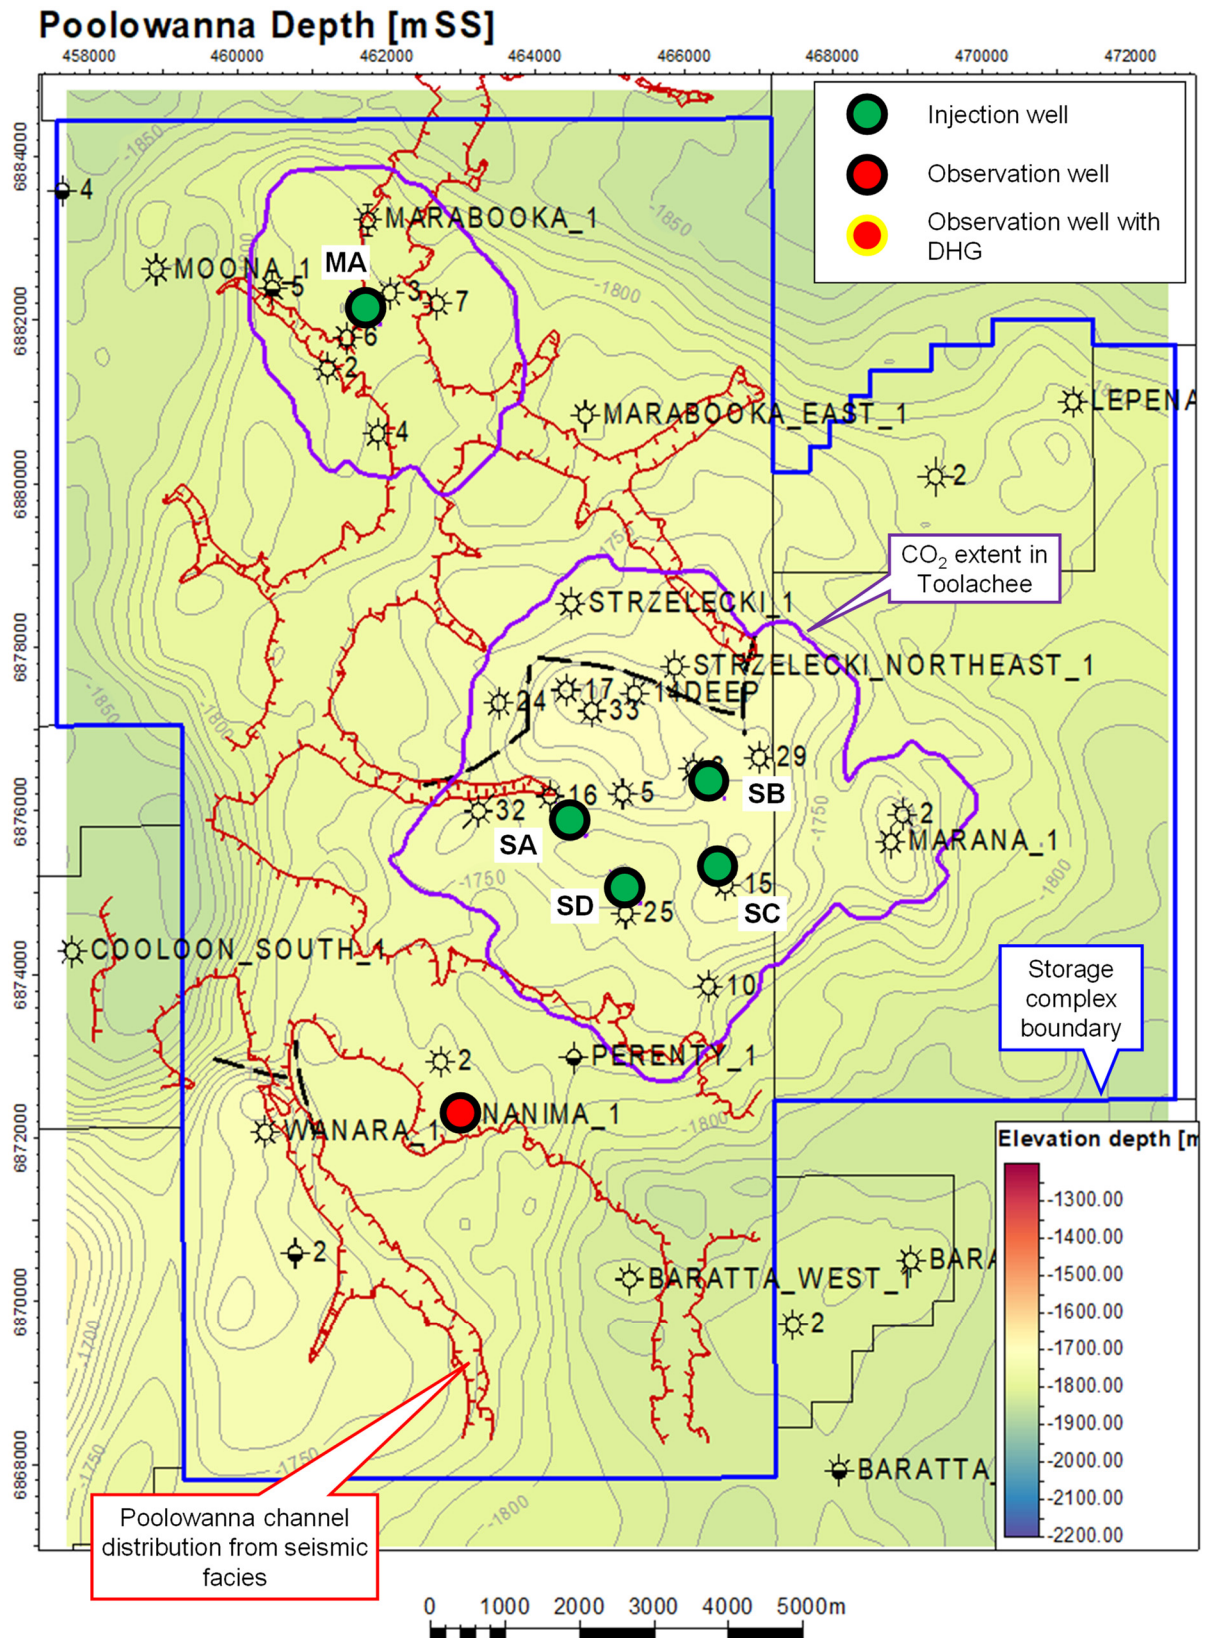 Poolowanna Depth [mSS]
458000 460000 462000 464000 466000 468000 470000 472000
Injection well
Observation well
Observation well with
DHG
6884000
6882000
6880000
6878000
6876000
6874000
6872000
6870000
6868000
-1850
-1850
4
MARABOOKA_1
MA
MOONA_1
5
3
7
-1800
-1800
6
2
4
MARABOOKA_EAST_1
LEPENA
2
-1750
CO₂ extent in
Toolachee
STRZELECKI_1
STRZELECKI_NORTHEAST_1
24
17
14DEEP
33
-1850
-1800
29
SB
16
5
32
SA
-1750
2
MARANA_1
-1750
-1800
15
SC
SD
25
COOLOON_SOUTH_1
10
Storage
complex
boundary
2
PERENTY_1
NANIMA_1
WANARA_1
-1800
2
BARATTA_WEST_1
BARA
2
BARATTA_
-1700
-1750
-1750
-1800
Elevation depth [m
-1300.00
-1400.00
-1500.00
-1600.00
-1700.00
-1800.00
-1900.00
-2000.00
-2100.00
-2200.00
Poolowanna channel
distribution from seismic
facies
0 1000 2000 3000 4000 5000m